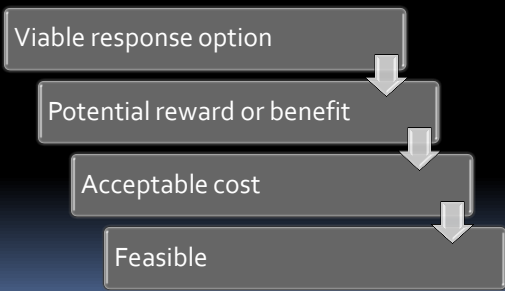 Viable response option
Potential reward or benefit
Acceptable cost
Feasible